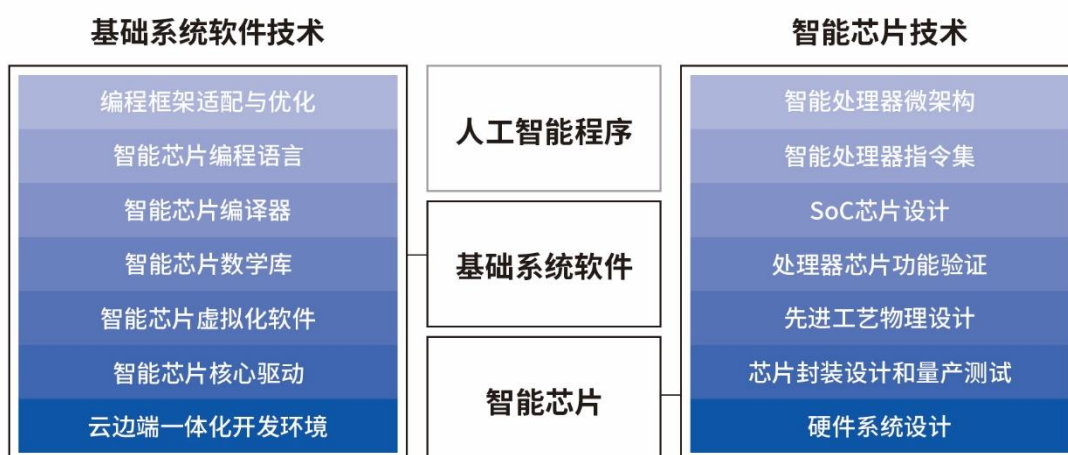 基础系统软件技术
编程框架适配与优化
智能芯片编程语言
智能芯片编译器
智能芯片数学库
智能芯片虚拟化软件
智能芯片核心驱动
云边端一体化开发环境
人工智能程序
基础系统软件
智能芯片
智能芯片技术
智能处理器微架构
智能处理器指令集
SoC芯片设计
处理器芯片功能验证
先进工艺物理设计
芯片封装设计和量产测试
硬件系统设计